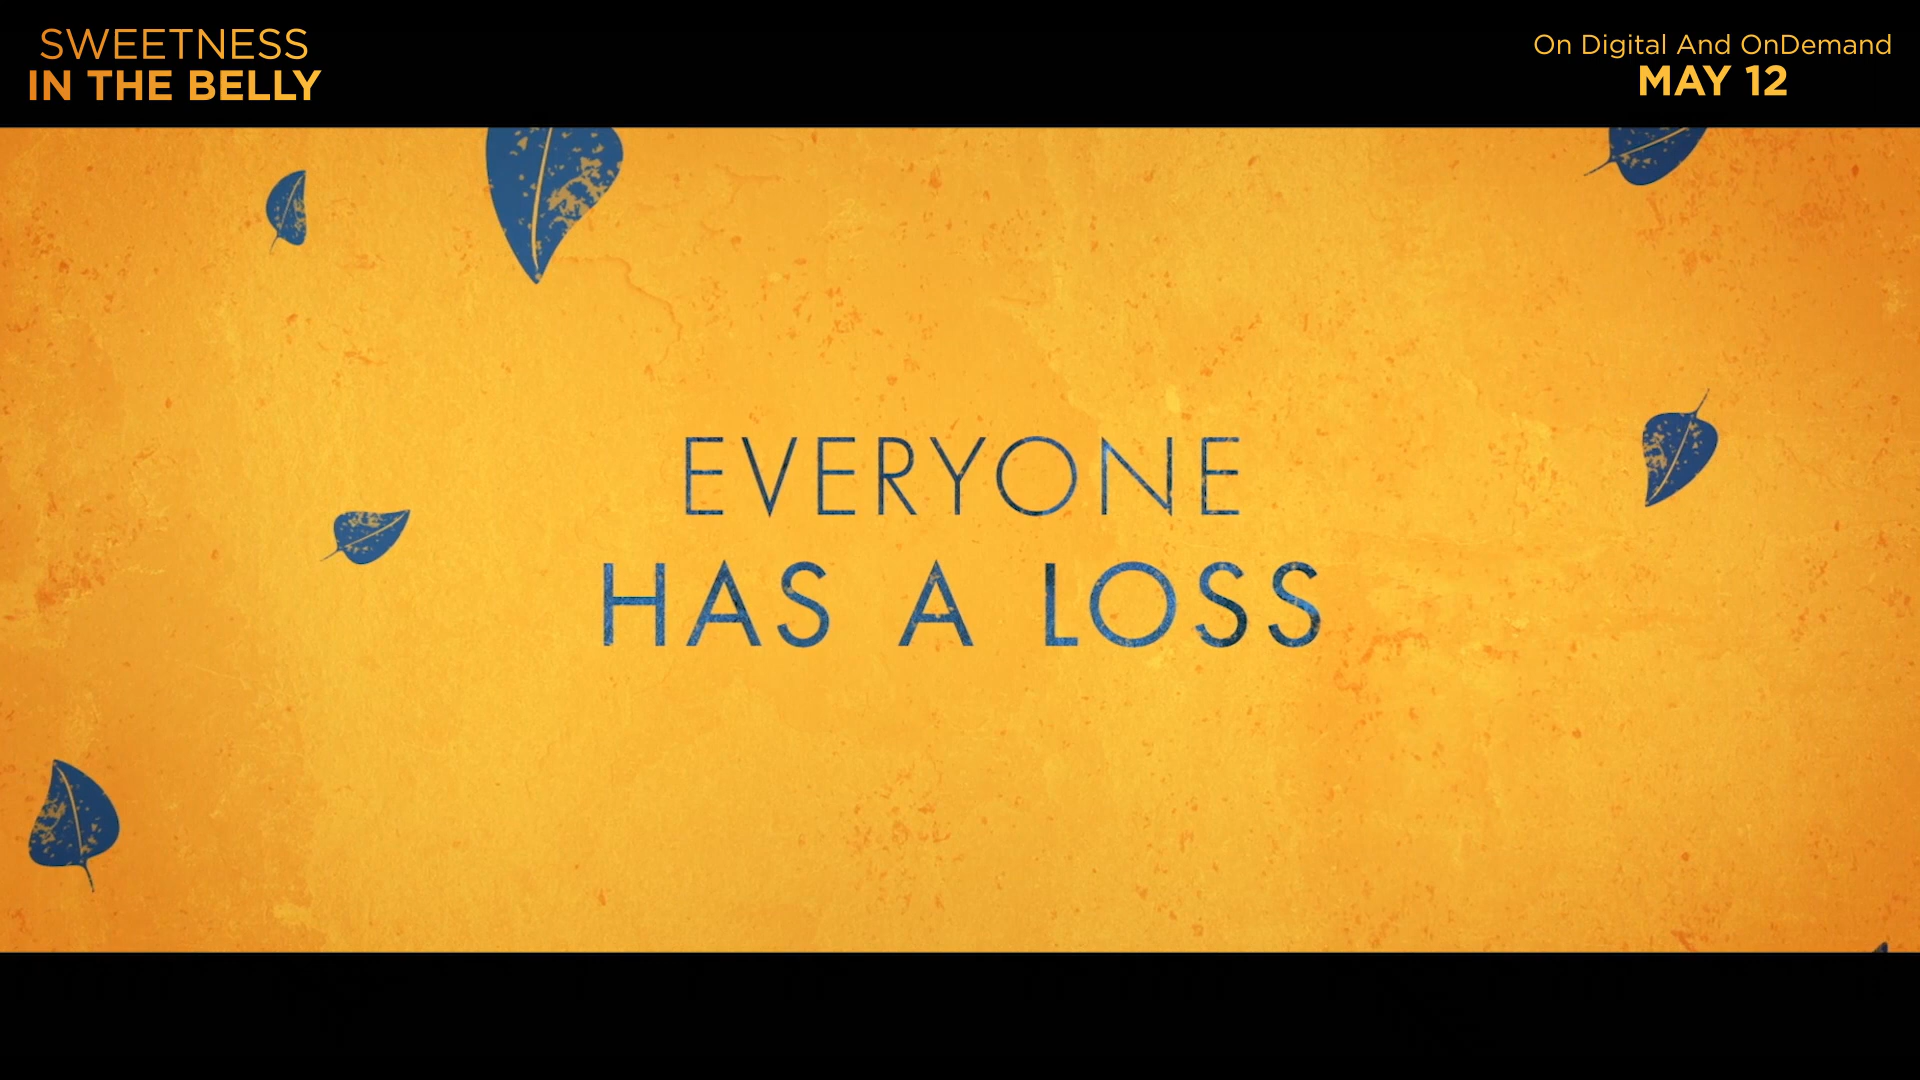 SWEETNESS
IN THE BELLY
On Digital And OnDemand
MAY 12
EVERYONE
HAS A LOSS